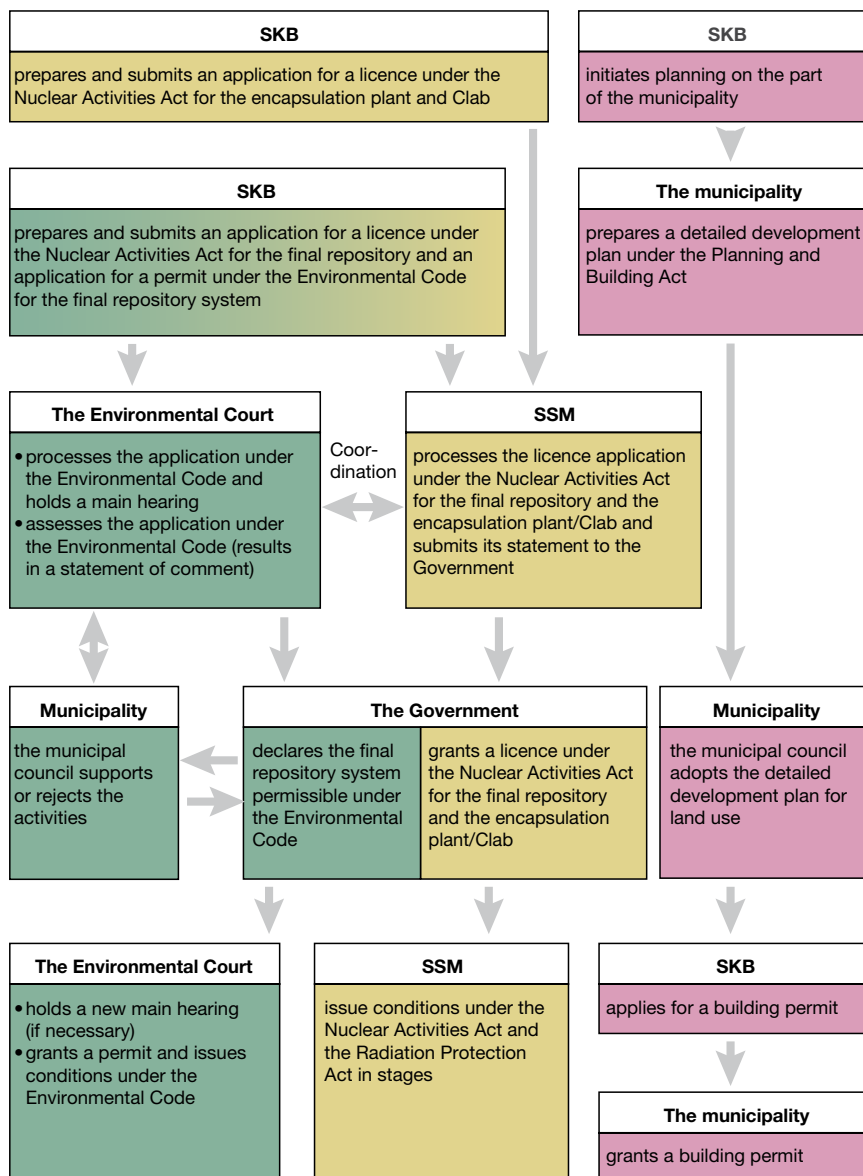 SKB
prepares and submits an application for a licence under the
Nuclear Activities Act for the encapsulation plant and Clab
SKB
initiates planning on the part
of the municipality
SKB
prepares and submits an application for a licence under
the Nuclear Activities Act for the final repository and an
application for a permit under the Environmental Code
for the final repository system
The municipality
prepares a detailed development
plan under the Planning and
Building Act
The Environmental Court
• processes the application under
the Environmental Code and
holds a main hearing
• assesses the application under
the Environmental Code (results
in a statement of comment)
Coor-
dination
SSM
processes the licence application
under the Nuclear Activities Act
for the final repository and the
encapsulation plant/Clab and
submits its statement to the
Government
Municipality
the municipal
council supports
or rejects the
activities
The Government
declares the final
repository system
permissible under
the Environmental
Code
grants a licence under
the Nuclear Activities Act
for the final repository
and the encapsulation
plant/Clab
Municipality
the municipal council
adopts the detailed
development plan for
land use
The Environmental Court
• holds a new main hearing
(if necessary)
• grants a permit and issues
conditions under the
Environmental Code
SSM
issue conditions under the
Nuclear Activities Act and
the Radiation Protection
Act in stages
SKB
applies for a building permit
The municipality
grants a building permit